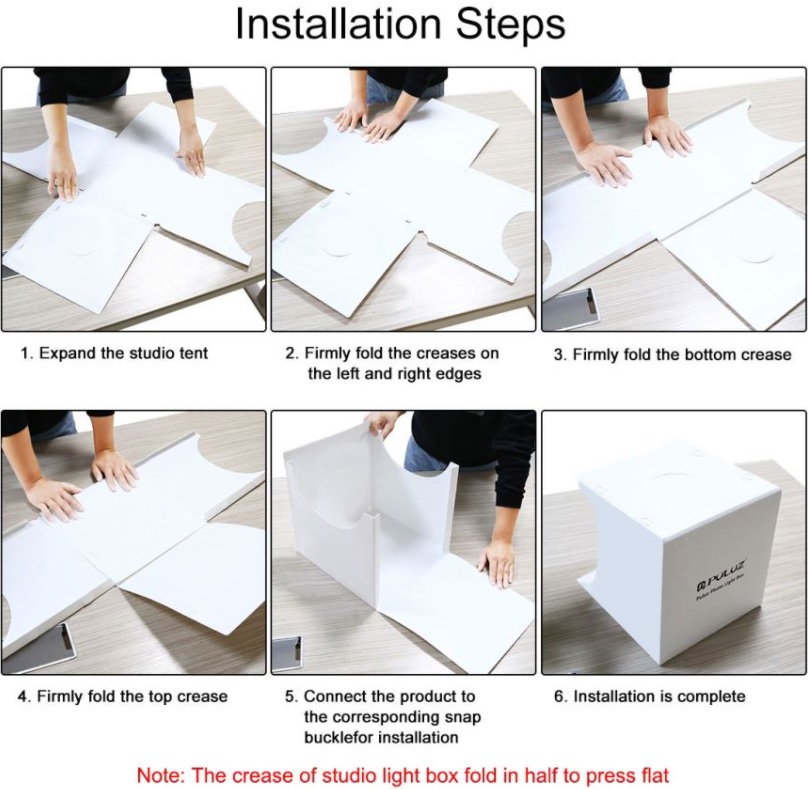 Installation Steps
1. Expand the studio tent
2. Firmly fold the creases on
the left and right edges
3. Firmly fold the bottom crease
4. Firmly fold the top crease
5. Connect the product to
the corresponding snap
bucklefor installation
6. Installation is complete
PULUZ
Puluz Photo Light Box
Note: The crease of studio light box fold in half to press flat